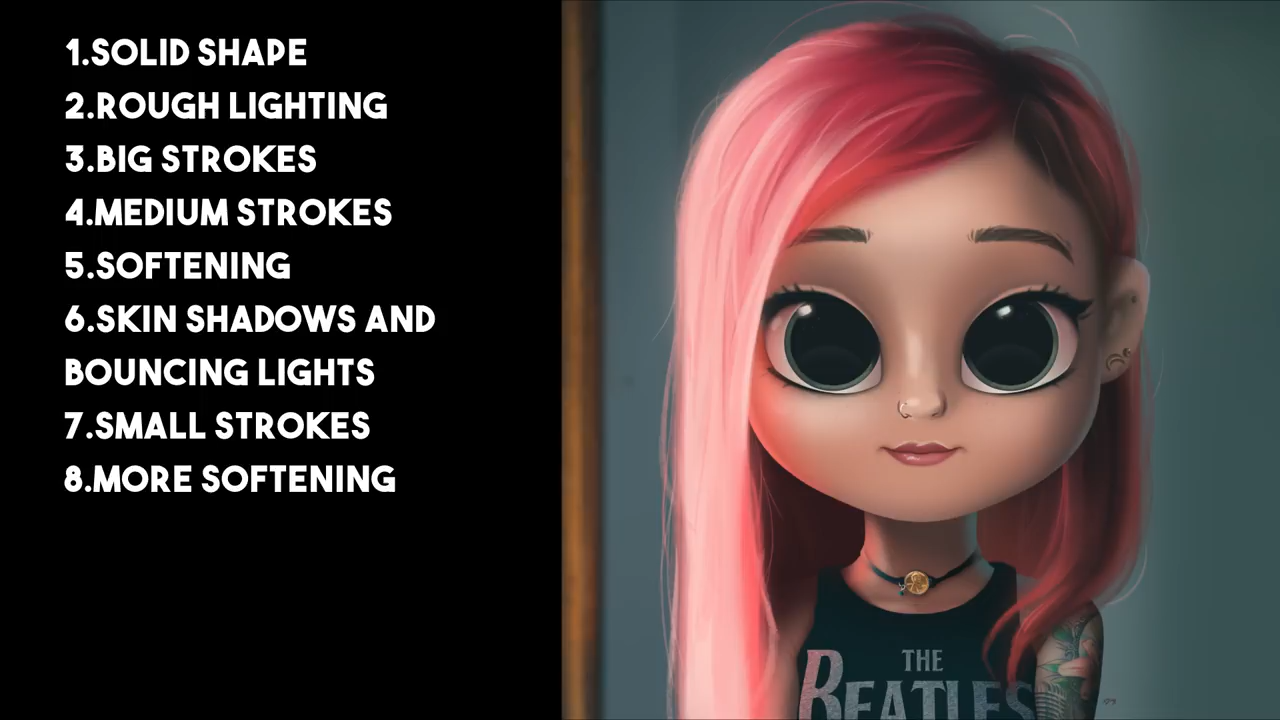 1.SOLID SHAPE
2.ROUGH LIGHTING
3.BIG STROKES
4.MEDIUM STROKES
5.SOFTENING
6.SKIN SHADOWS AND
BOUNCING LIGHTS
7.SMALL STROKES
8.MORE SOFTENING
THE
BEATLES